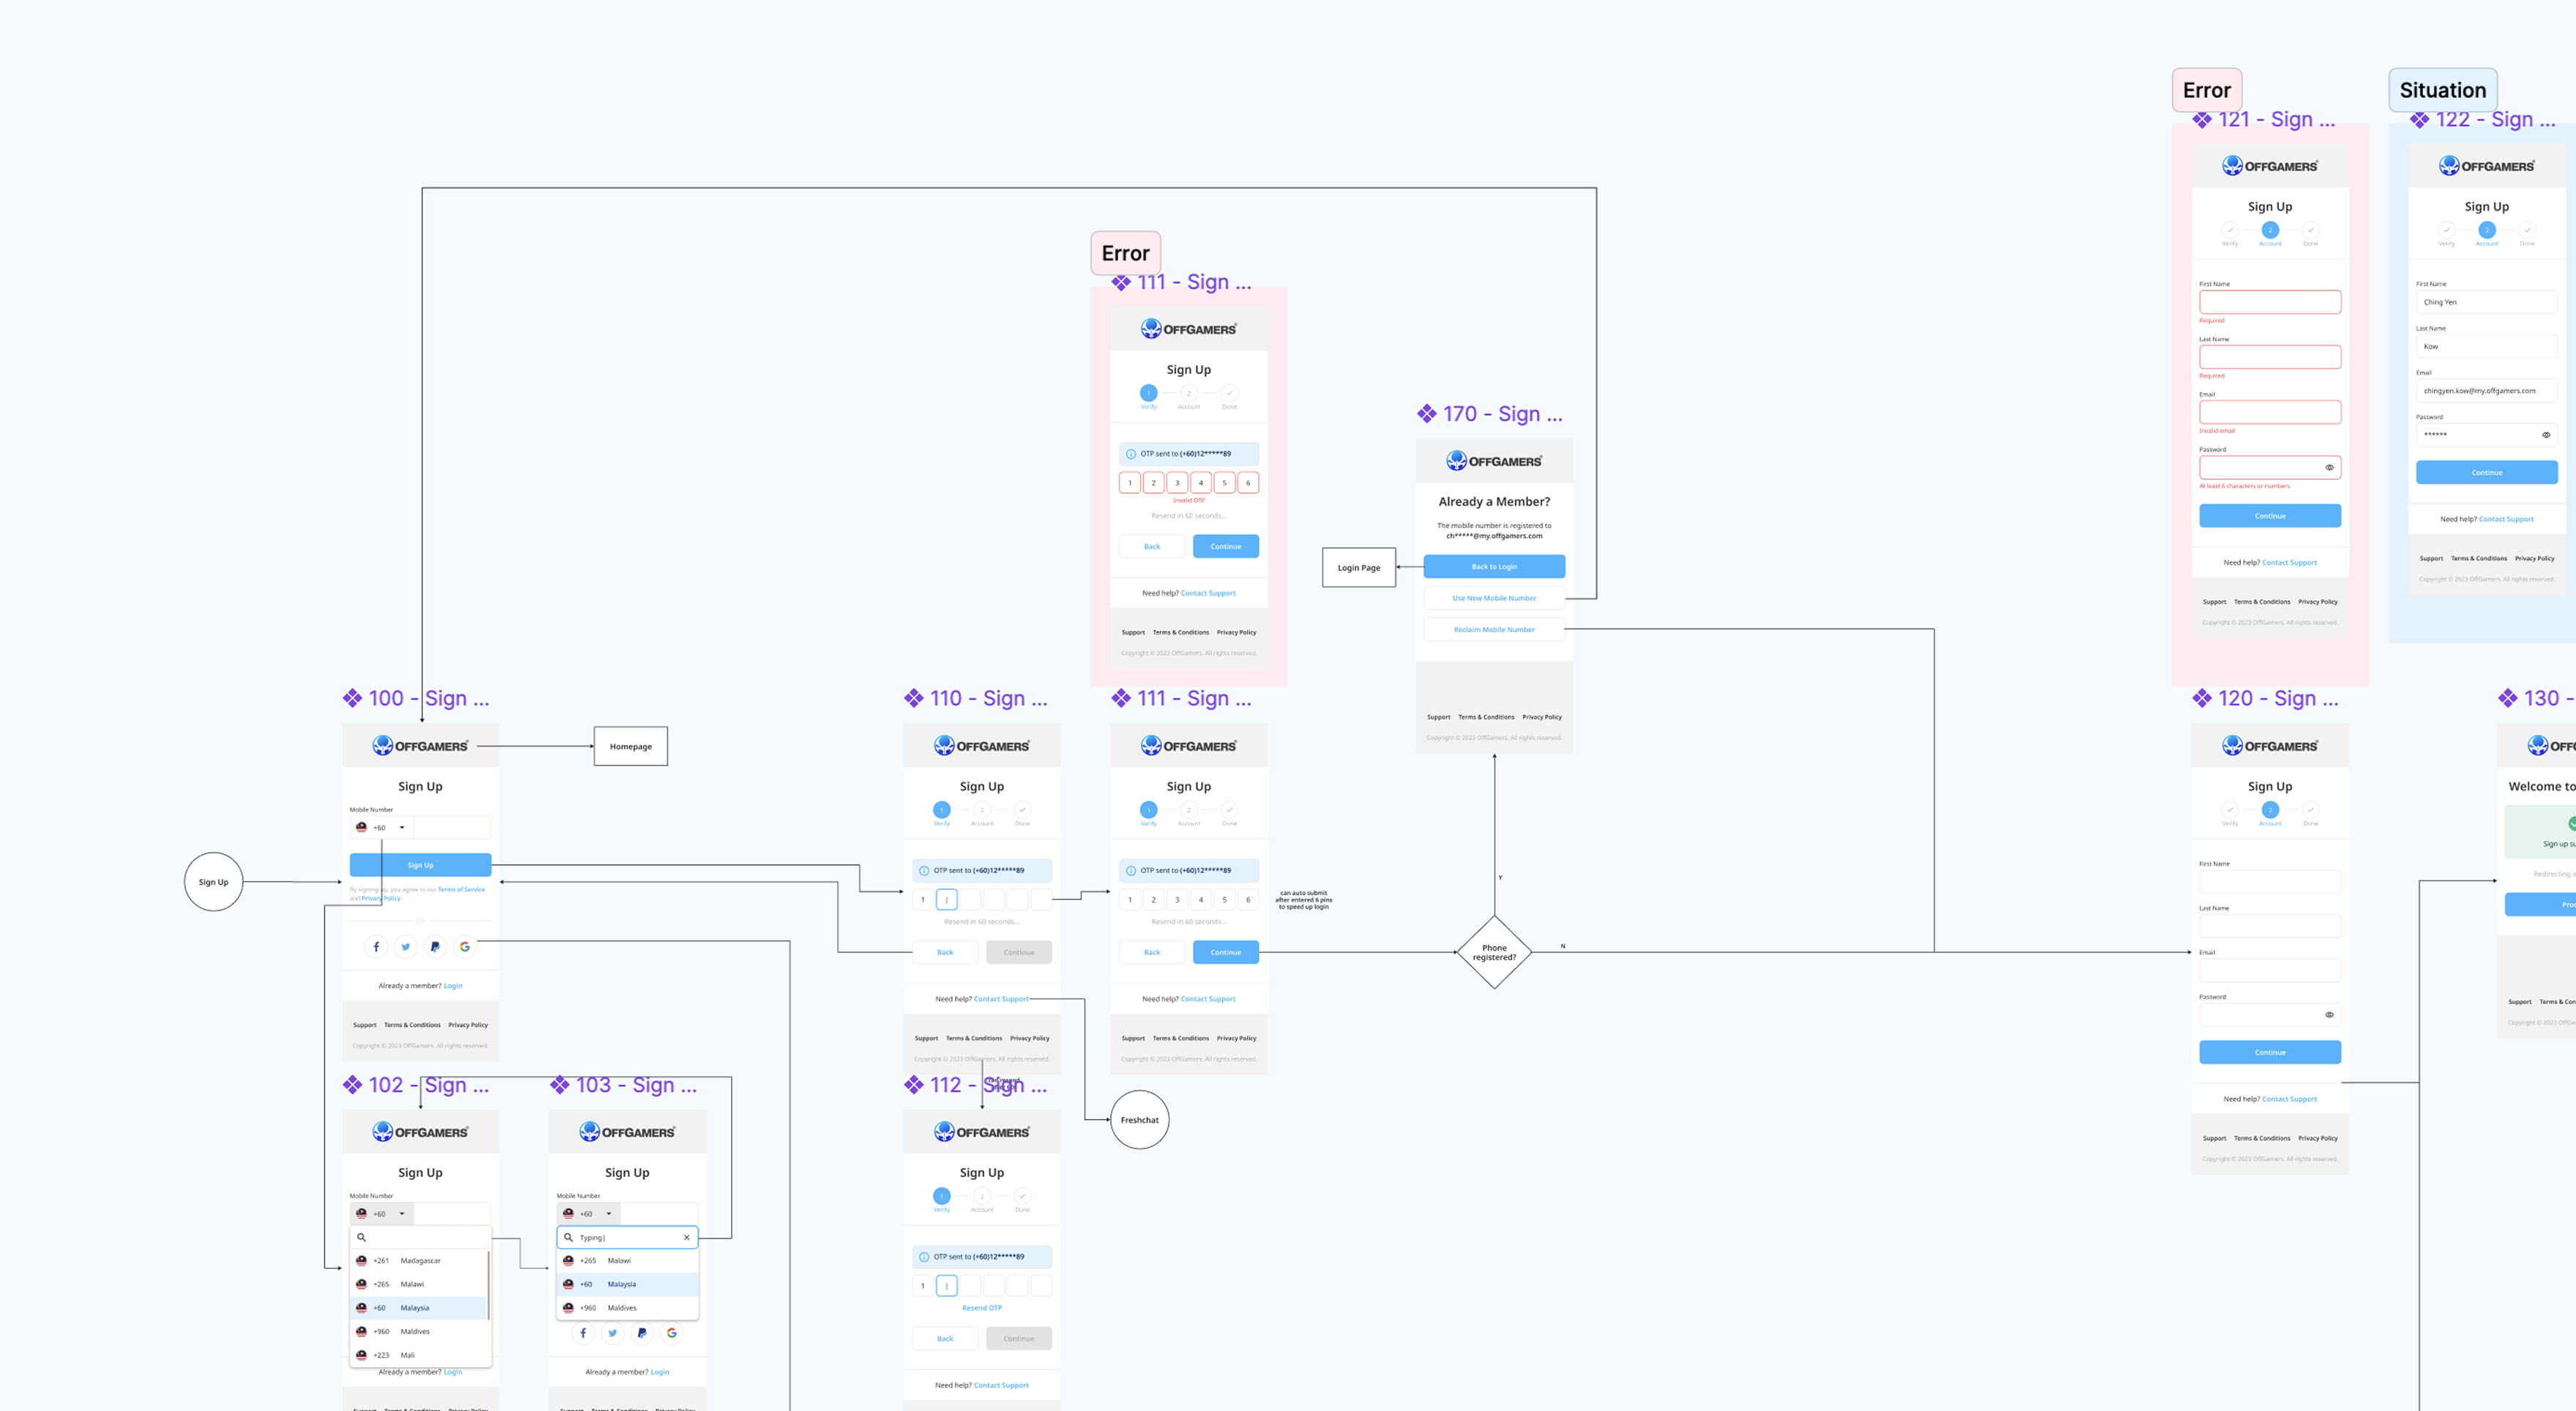 Error
Situation
121 - Sign ...
122 - Sign ...
OFFGAMERS
Sign Up
Verify
2
Account
Done
First Name
Required
Last Name
Required
Email
Invalid email
Password
At least 6 characters or numbers
Continue
Need help? Contact Support
Support Terms & Conditions Privacy Policy
Copyright © 2023 OffGamers. All rights reserved.
OFFGAMERS
Sign Up
Verify
2
Account
Done
First Name
Ching Yen
Last Name
Kow
Email
chingyen.kow@my.offgamers.com
Password
******
Continue
Need help? Contact Support
Support Terms & Conditions Privacy Policy
Copyright © 2023 OffGamers. All rights reserved.
Error
111 - Sign ...
OFFGAMERS
Sign Up
1
2
Verify
Account
Done
OTP sent to (+60)12*****89
1 2 3 4 5 6
Invalid OTP
Resend in 60 seconds...
Back
Continue
Need help? Contact Support
Support Terms & Conditions Privacy Policy
Copyright © 2023 OffGamers. All rights reserved.
170 - Sign ...
OFFGAMERS
Already a Member?
The mobile number is registered to
ch*****@my.offgamers.com
Login Page
Back to Login
Use New Mobile Number
Reclaim Mobile Number
Support Terms & Conditions Privacy Policy
Copyright © 2023 OffGamers. All rights reserved.
Sign Up
100 - Sign ...
OFFGAMERS
Homepage
Sign Up
Mobile Number
+60
Sign Up
By signing up, you agree to our Terms of Service
and Privacy Policy.
OR
Already a member? Login
Support Terms & Conditions Privacy Policy
Copyright © 2023 OffGamers. All rights reserved.
110 - Sign ...
OFFGAMERS
Sign Up
1
2
Verify
Account
Done
OTP sent to (+60)12*****89
1
Resend in 60 seconds...
Back
Continue
Need help? Contact Support
Support Terms & Conditions Privacy Policy
Copyright © 2023 OffGamers. All rights reserved.
111 - Sign ...
OFFGAMERS
Sign Up
1
2
Verify
Account
Done
OTP sent to (+60)12*****89
1 2 3 4 5 6
Resend in 60 seconds...
Back
Continue
Need help? Contact Support
Support Terms & Conditions Privacy Policy
Copyright © 2023 OffGamers. All rights reserved.
can auto submit
after entered 6 pins
to speed up login
Y
Phone
registered?
N
120 - Sign ...
OFFGAMERS
Sign Up
Verify
2
Account
Done
First Name
Last Name
Email
Password
Continue
Need help? Contact Support
Support Terms & Conditions Privacy Policy
Copyright © 2023 OffGamers. All rights reserved.
130 -
Welcome to
Redirecting
Support
102 - Sign ...
OFFGAMERS
Sign Up
Mobile Number
+60
+261 Madagascar
+265 Malawi
+60 Malaysia
+960 Maldives
+223 Mali
Already a member? Login
Support Terms & Conditions Privacy Policy
103 - Sign ...
OFFGAMERS
Sign Up
Mobile Number
+60
Typing
+265 Malawi
+60 Malaysia
+960 Maldives
Already a member? Login
Support Terms & Conditions Privacy Policy
112 - Sign ...
OFFGAMERS
Sign Up
1
2
Verify
Account
Done
OTP sent to (+60)12*****89
1
Resend OTP
Back
Continue
Need help? Contact Support
Freshchat